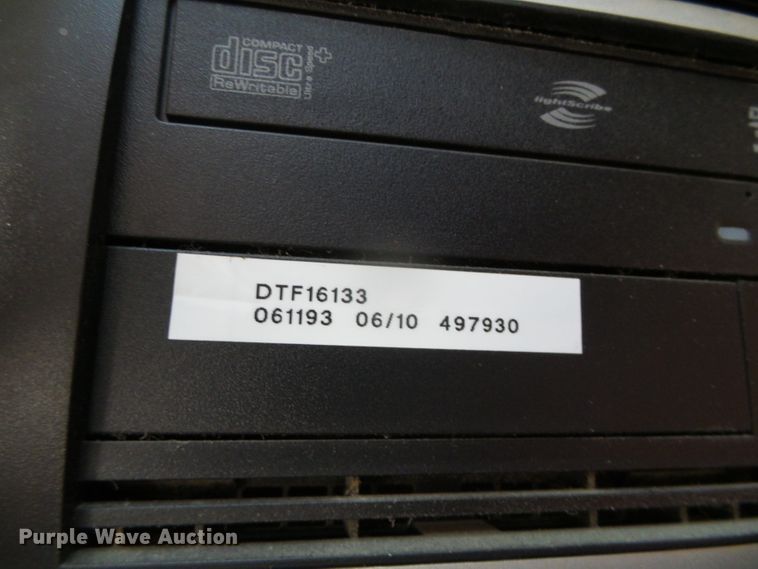 COMPACT
disc
ReWritable
Ultra Speed
+
lightScribe
DTF16133
061193 06/10 497930
Purple Wave Auction